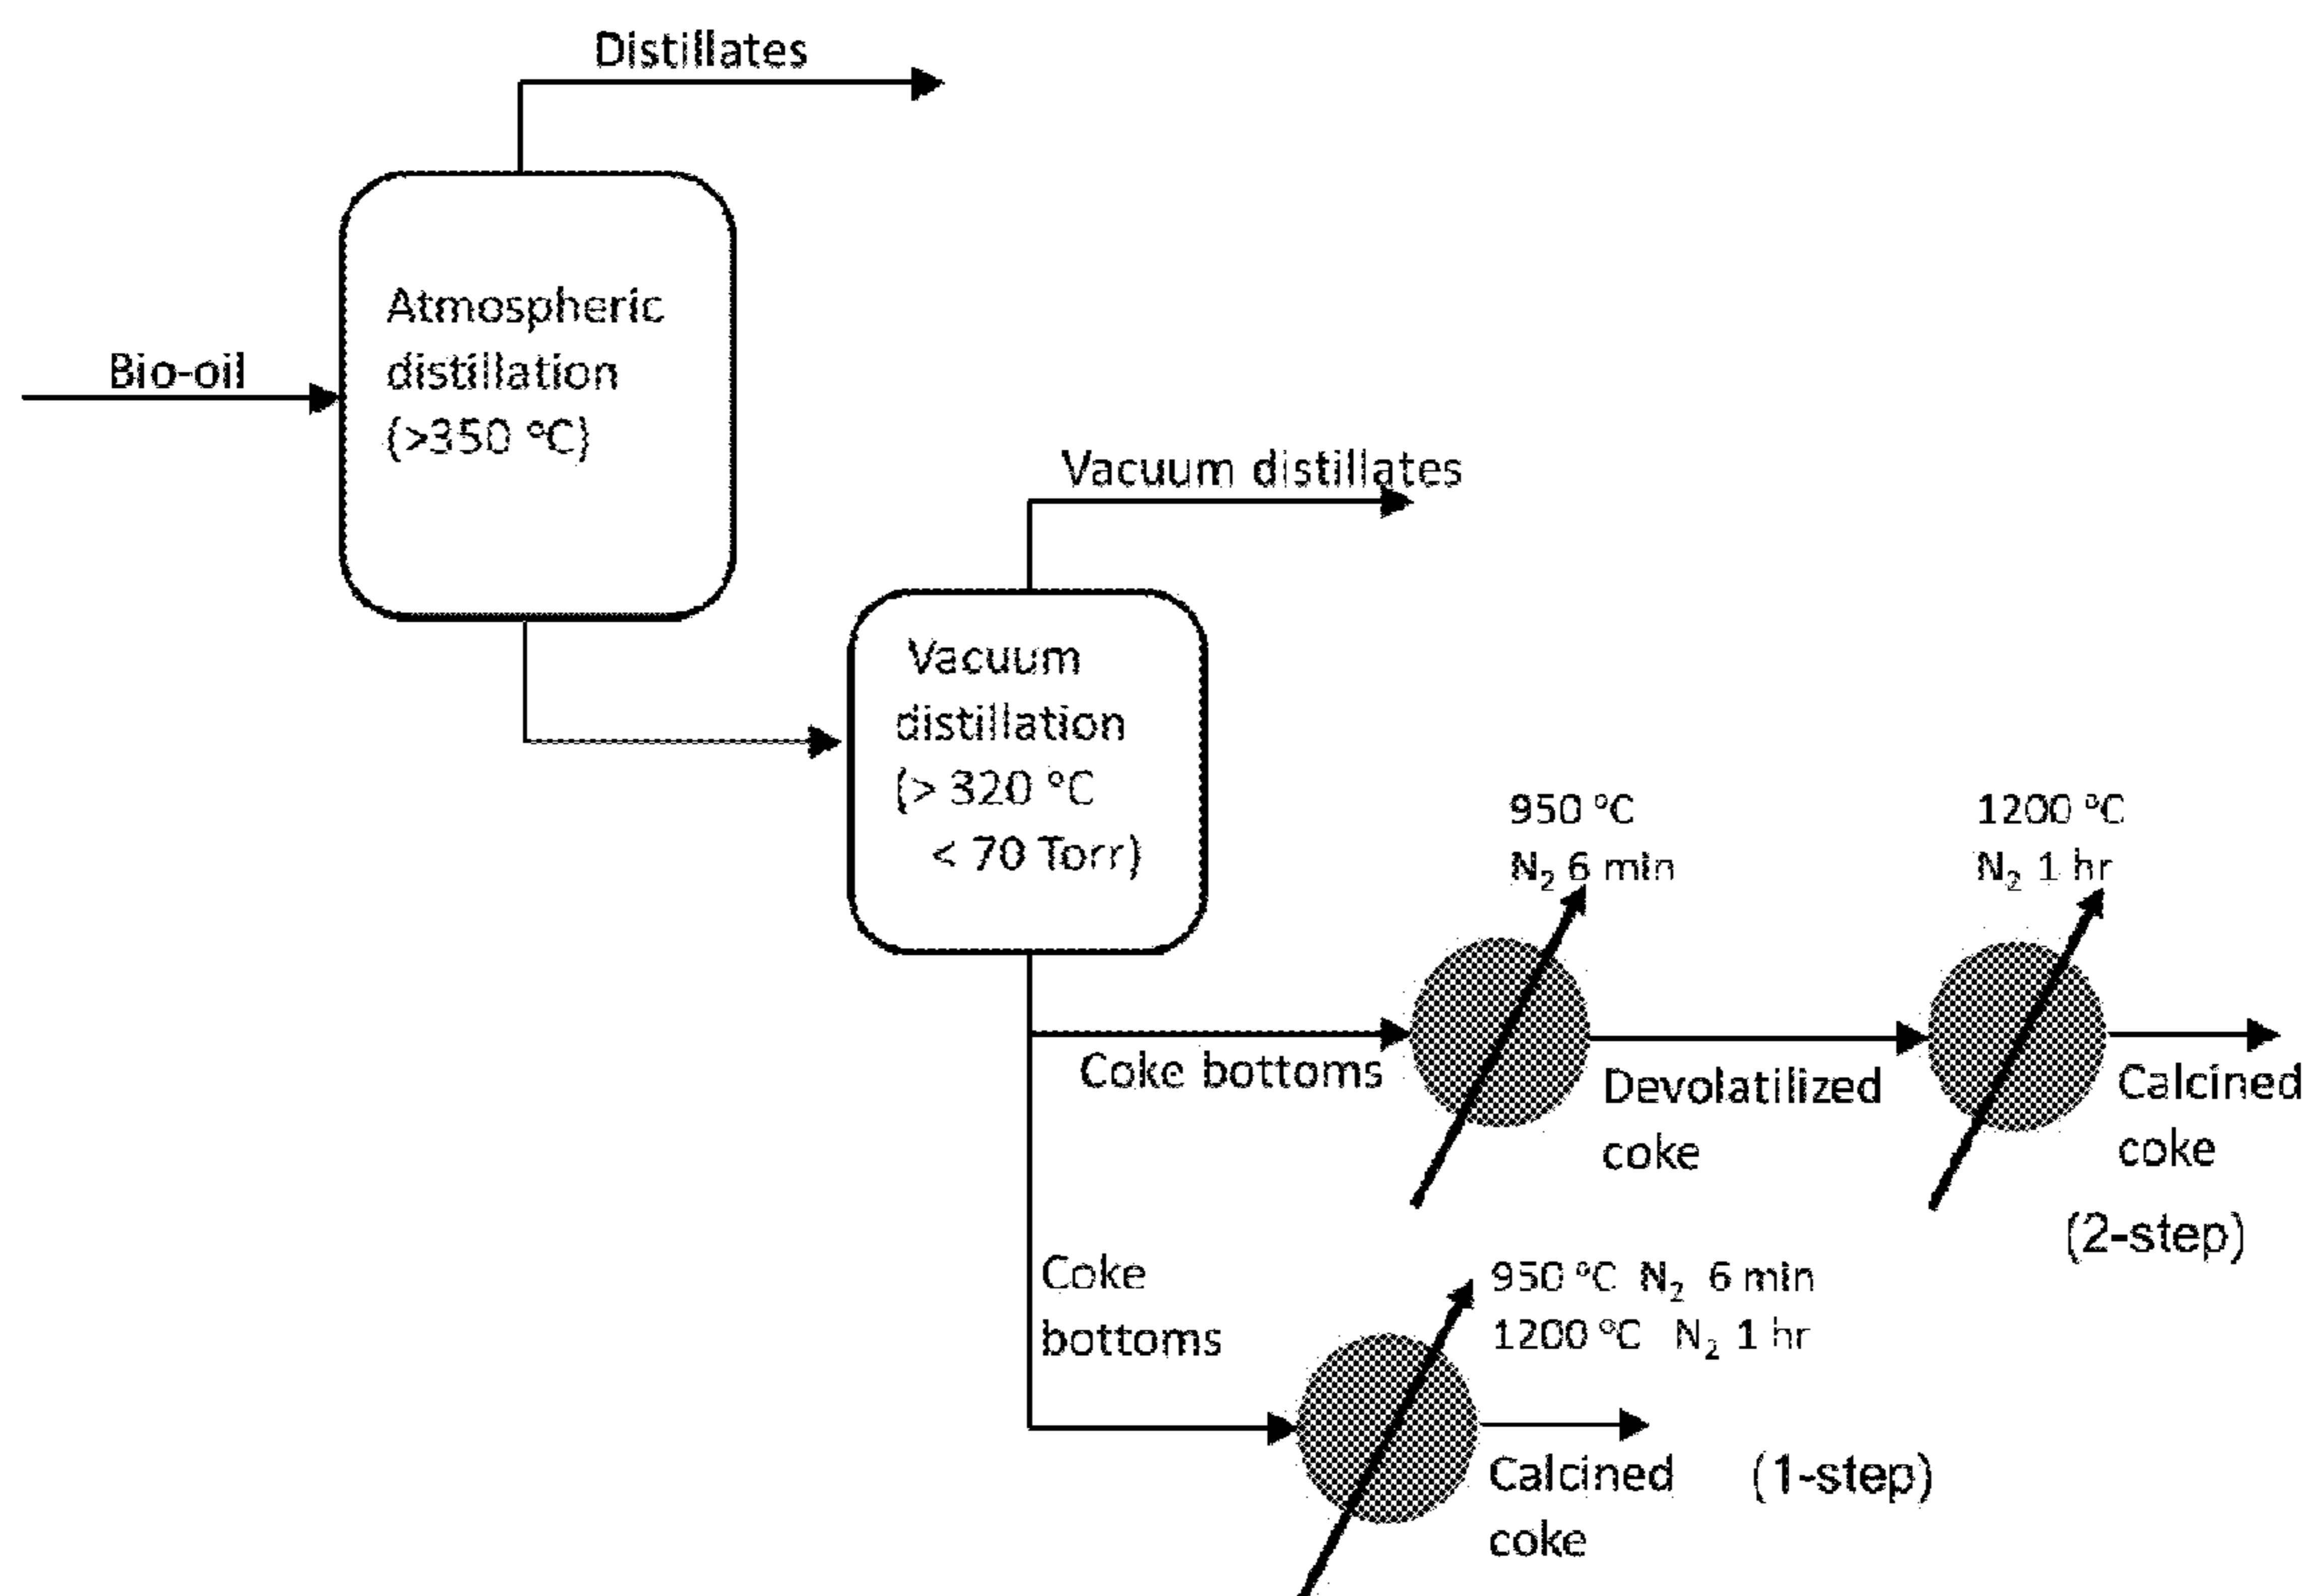 Distillates
Bio-oil
Atmospheric
distillation
(>350 °C)
Vacuum distillates
Vacuum
distillation
(> 320 °C
< 70 Torr)
950 °C
N₂ 6 min
1200 °C
N₂ 1 hr
Coke bottoms
Devolatilized
coke
Calcined
coke
(2-step)
Coke
bottoms
950 °C N₂ 6 min
1200 °C N₂ 1 hr
Calcined
coke
(1-step)